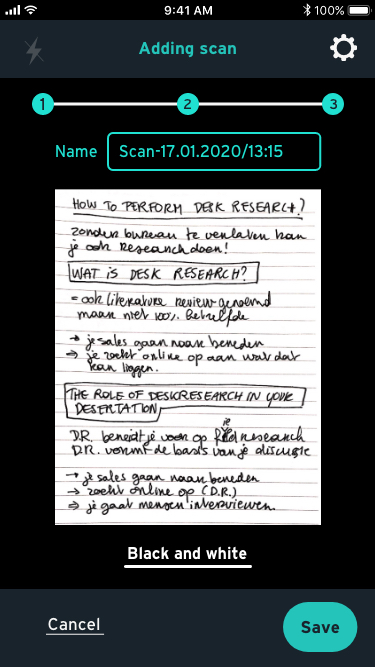 9:41 AM
100%
Adding scan
1 2 3
Name Scan-17.01.2020/13:15
HOW TO PERFORM DESK RESEARCH?
zonder bureau te verlaten kan
je ook research doen!
WAT IS DESK RESEARCH?
= ook literature review genoemd
maar niet 100% hetzelfde
→ je sales gaan naar beneden
⇒ je zoekt online op aan wat dat
kan liggen.
THE ROLE OF DESKRESEARCH IN YOUR
DESERTATION
je
D.R. bereidt je voor op research
D.R. vormt de basis van je discussie
→ je sales gaan naar beneden
→ zoekt online op (D.R.)
⇒ je gaat mensen interviewen.
Black and white
Cancel
Save